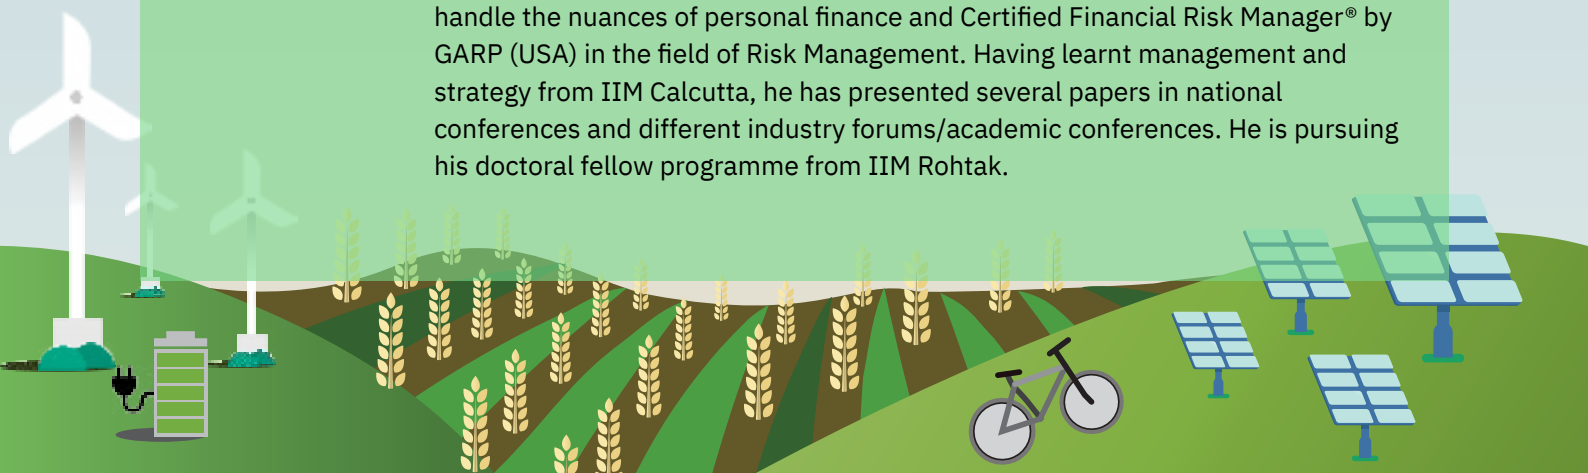 handle the nuances of personal finance and Certified Financial Risk Manager® by
GARP (USA) in the field of Risk Management. Having learnt management and
strategy from IIM Calcutta, he has presented several papers in national
conferences and different industry forums/academic conferences. He is pursuing
his doctoral fellow programme from IIM Rohtak.